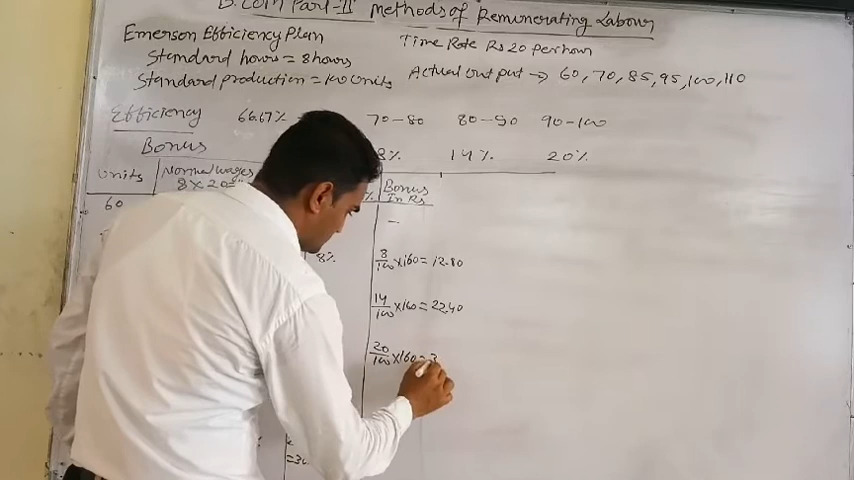 B.Com Part-II Methods of Remunerating Labour
Emerson Efficiency Plan Time Rate Rs 20 per hour
Standard hours = 8 hours
Standard production = 100 units Actual output → 60, 70, 85, 95, 100, 110
Efficiency 66.67% 70-80 80-90 90-100
Bonus 8% 14% 20%
Units Normal wages Bonus
8 X 20= % In Rs
60 -
8% 8/100 x160 = 12.80
14/100 x160 = 22.40
20/100 x160 = 3